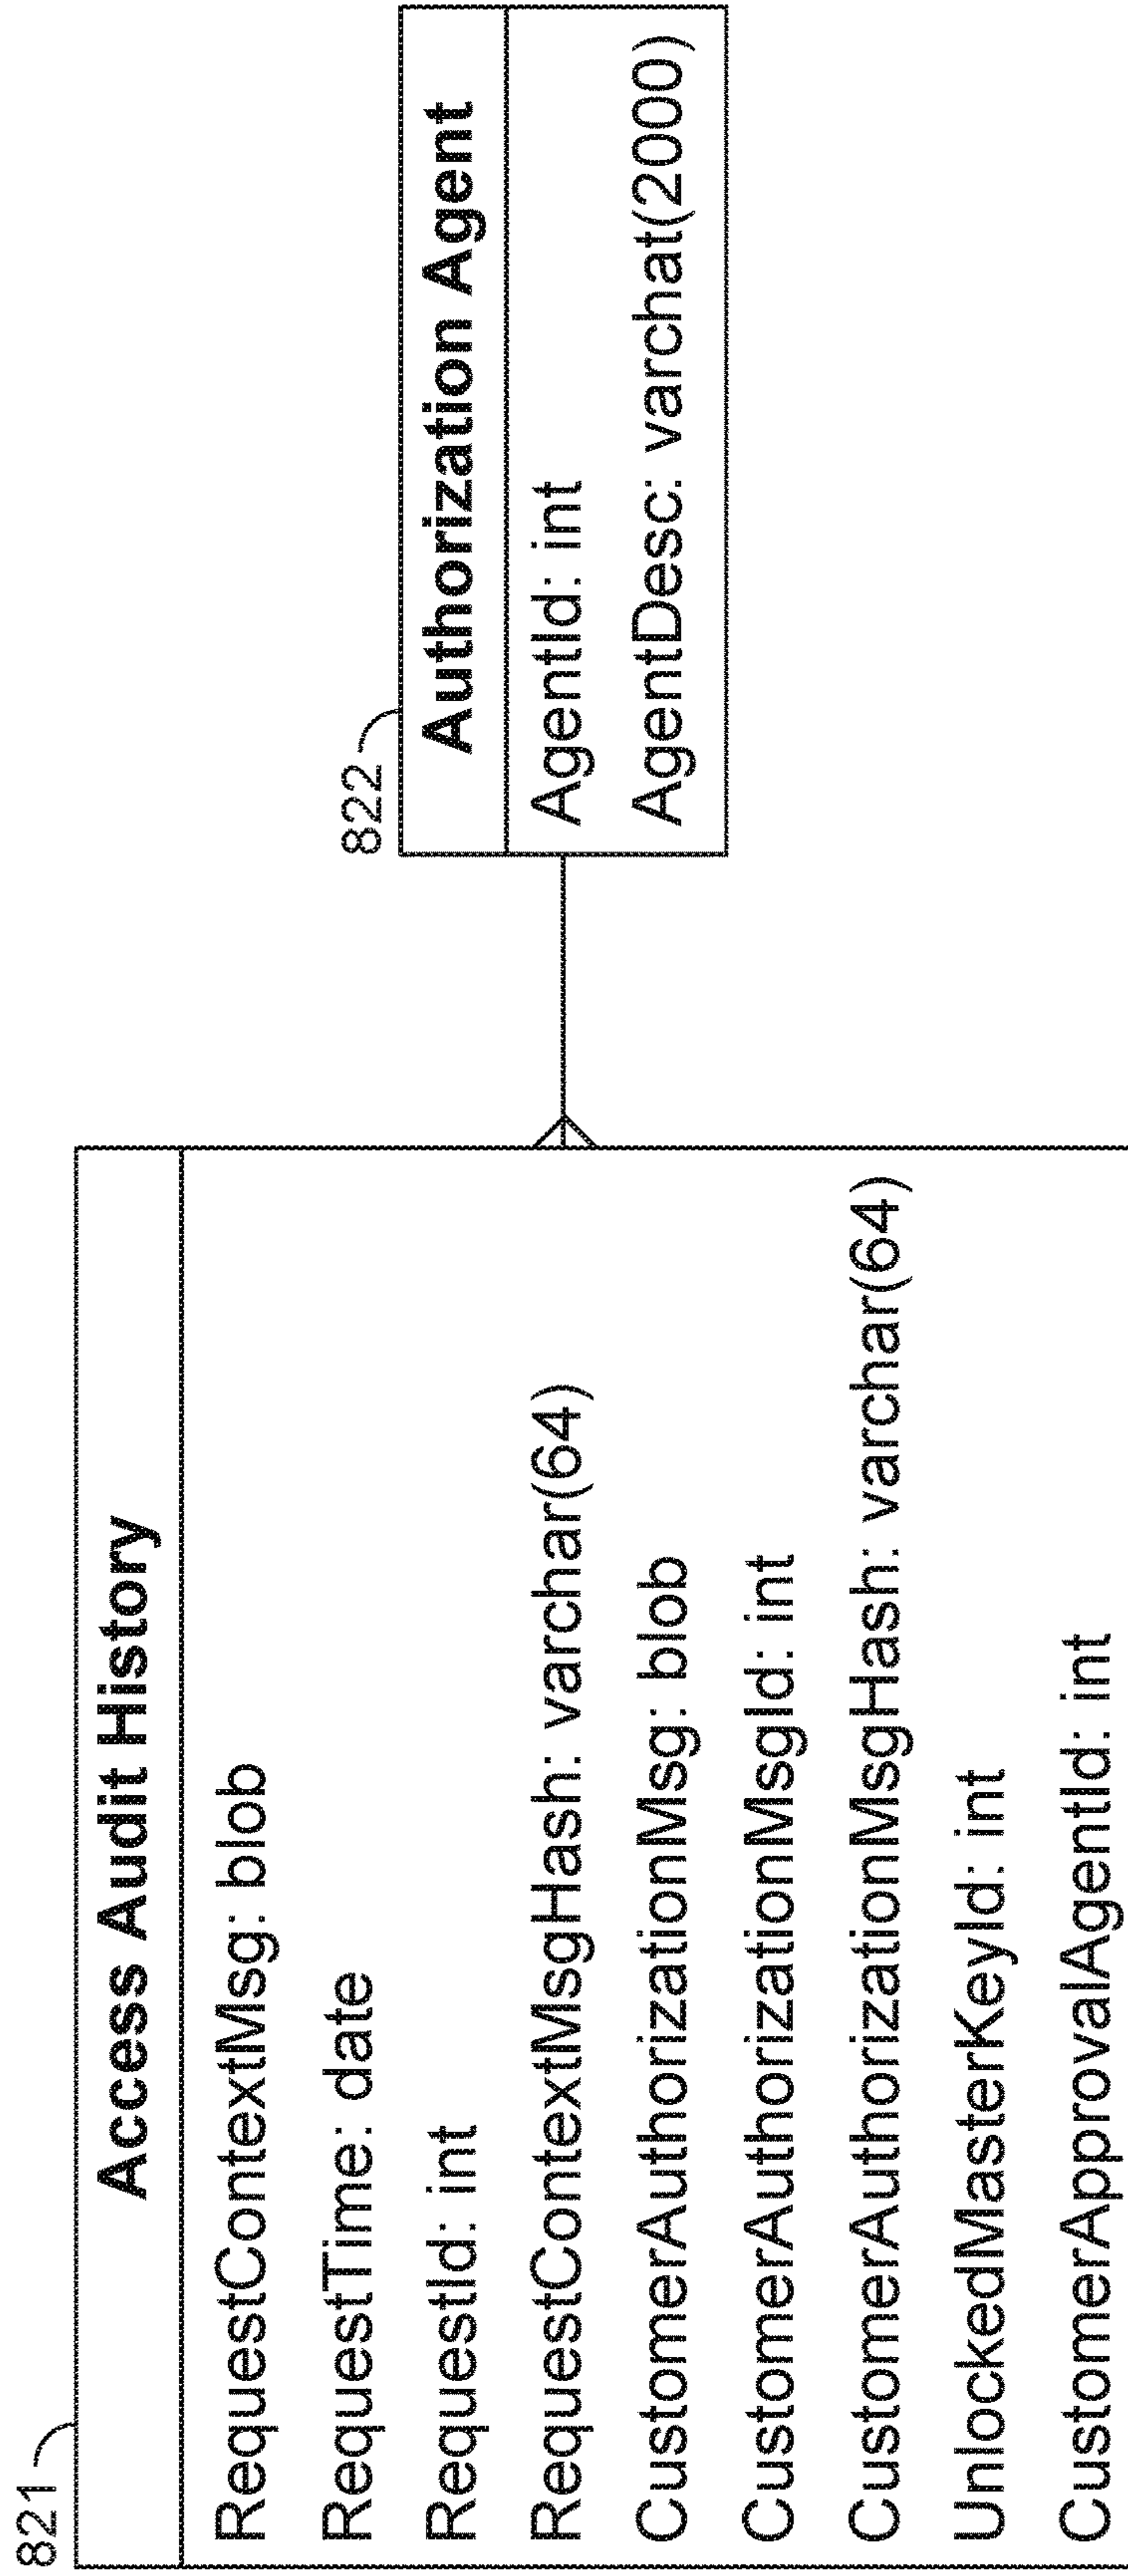 821
Access Audit History
RequestContextMsg: blob
RequestTime: date
RequestId: int
RequestContextMsgHash: varchar(64)
CustomerAuthorizationMsg: blob
CustomerAuthorizationMsgId: int
CustomerAuthorizationMsgHash: varchar(64)
UnlockedMasterKeyId: int
CustomerApprovalAgentId: int
822
Authorization Agent
AgentId: int
AgentDesc: varchat(2000)